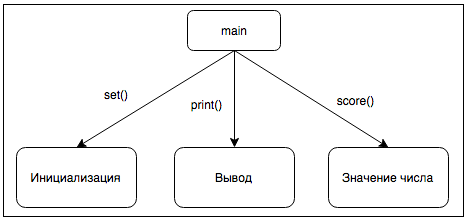 main
set()
print()
score()
Инициализация
Вывод
Значение числа